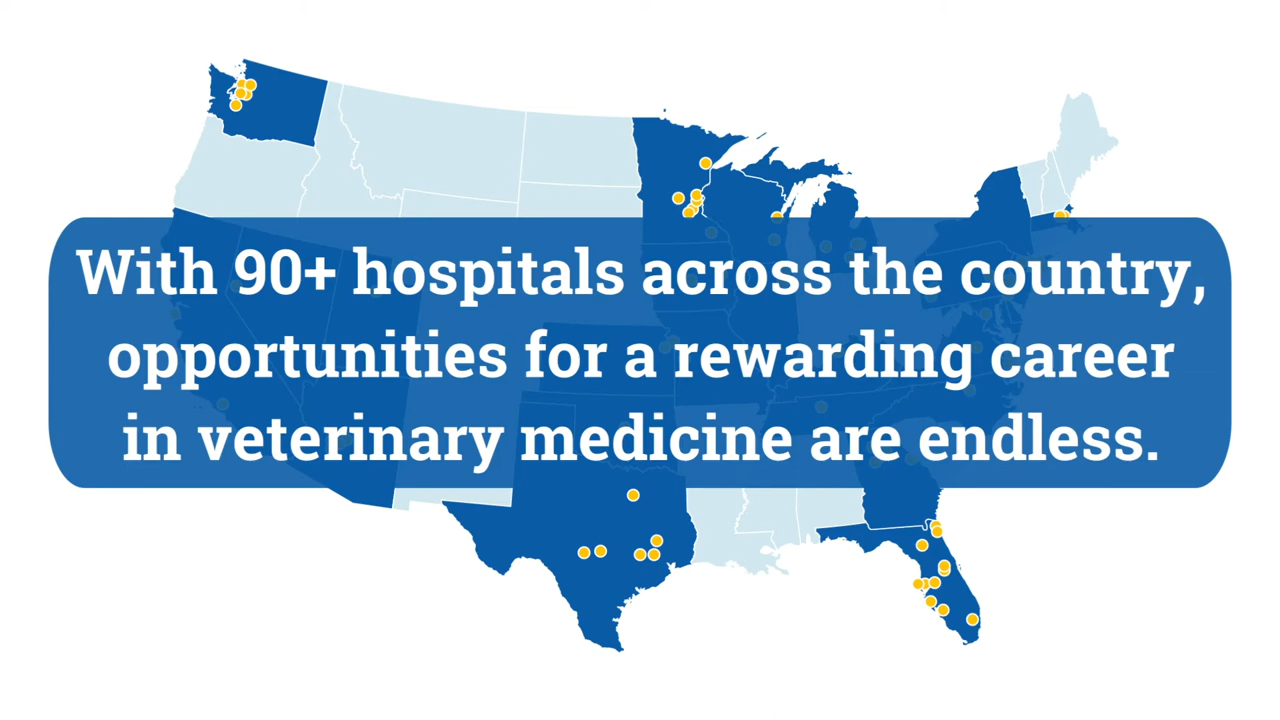 With 90+ hospitals across the country,
opportunities for a rewarding career
in veterinary medicine are endless.